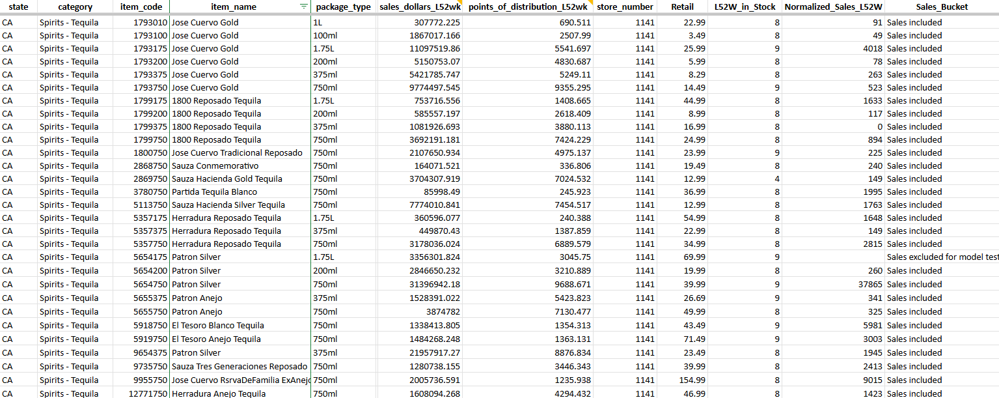 state category item_code item_name package_type sales_dollars_L52wk points_of_distribution_L52wk store_number Retail L52W_in_Stock Normalized_Sales_L52W Sales_Bucket
CA Spirits - Tequila 1793010 Jose Cuervo Gold 1L 307772.225 690.511 1141 22.99 8 91 Sales included
CA Spirits - Tequila 1793100 Jose Cuervo Gold 100ml 1867017.166 2507.99 1141 3.49 8 49 Sales included
CA Spirits - Tequila 1793175 Jose Cuervo Gold 1.75L 11097519.86 5541.697 1141 25.99 9 4018 Sales included
CA Spirits - Tequila 1793200 Jose Cuervo Gold 200ml 5150753.07 4830.687 1141 5.99 8 78 Sales included
CA Spirits - Tequila 1793375 Jose Cuervo Gold 375ml 5421785.747 5249.11 1141 8.29 8 263 Sales included
CA Spirits - Tequila 1793750 Jose Cuervo Gold 750ml 9774497.545 9355.295 1141 14.49 9 523 Sales included
CA Spirits - Tequila 1799175 1800 Reposado Tequila 1.75L 753716.556 1408.665 1141 44.99 8 1633 Sales included
CA Spirits - Tequila 1799200 1800 Reposado Tequila 200ml 585557.197 2618.409 1141 8.99 8 117 Sales included
CA Spirits - Tequila 1799375 1800 Reposado Tequila 375ml 1081926.693 3880.113 1141 16.99 8 0 Sales included
CA Spirits - Tequila 1799750 1800 Reposado Tequila 750ml 3692191.181 7424.229 1141 24.99 8 894 Sales included
CA Spirits - Tequila 1800750 Jose Cuervo Tradicional Reposado 750ml 2107650.934 4975.137 1141 23.99 9 225 Sales included
CA Spirits - Tequila 2868750 Sauza Conmemorativo 750ml 164071.521 336.806 1141 19.49 8 240 Sales included
CA Spirits - Tequila 2869750 Sauza Hacienda Gold Tequila 750ml 3704307.919 7024.532 1141 12.99 4 149 Sales included
CA Spirits - Tequila 3780750 Partida Tequila Blanco 750ml 85998.49 245.923 1141 36.99 8 1995 Sales included
CA Spirits - Tequila 5113750 Sauza Hacienda Silver Tequila 750ml 7774010.841 7454.517 1141 12.99 8 1763 Sales included
CA Spirits - Tequila 5357175 Herradura Reposado Tequila 1.75L 360596.077 240.388 1141 54.99 8 1648 Sales included
CA Spirits - Tequila 5357375 Herradura Reposado Tequila 375ml 449870.43 1387.859 1141 22.99 8 149 Sales included
CA Spirits - Tequila 5357750 Herradura Reposado Tequila 750ml 3178036.024 6889.579 1141 34.99 8 2815 Sales included
CA Spirits - Tequila 5654175 Patron Silver 1.75L 3356301.824 3045.75 1141 69.99 9 Sales excluded for model test
CA Spirits - Tequila 5654200 Patron Silver 200ml 2846650.232 3210.889 1141 19.99 8 260 Sales included
CA Spirits - Tequila 5654750 Patron Silver 750ml 31396942.18 9688.671 1141 39.99 9 37865 Sales included
CA Spirits - Tequila 5655375 Patron Anejo 375ml 1528391.022 5423.823 1141 26.69 9 341 Sales included
CA Spirits - Tequila 5655750 Patron Anejo 750ml 3874782 7130.477 1141 49.99 8 325 Sales included
CA Spirits - Tequila 5918750 El Tesoro Blanco Tequila 750ml 1338413.805 1354.313 1141 43.49 9 5981 Sales included
CA Spirits - Tequila 5919750 El Tesoro Anejo Tequila 750ml 1484268.248 1363.131 1141 71.49 9 3003 Sales included
CA Spirits - Tequila 9654375 Patron Silver 375ml 21957917.27 8876.834 1141 23.49 9 1945 Sales included
CA Spirits - Tequila 9735750 Sauza Tres Generaciones Reposado 750ml 1280738.155 3446.343 1141 39.99 8 2413 Sales included
CA Spirits - Tequila 9955750 Jose Cuervo RsrvaDeFamilia ExAnejo 750ml 2005736.591 1235.938 1141 154.99 8 9015 Sales included
CA Spirits - Tequila 12771750 Herradura Anejo Tequila 750ml 1608094.268 4294.432 1141 46.99 8 1423 Sales included